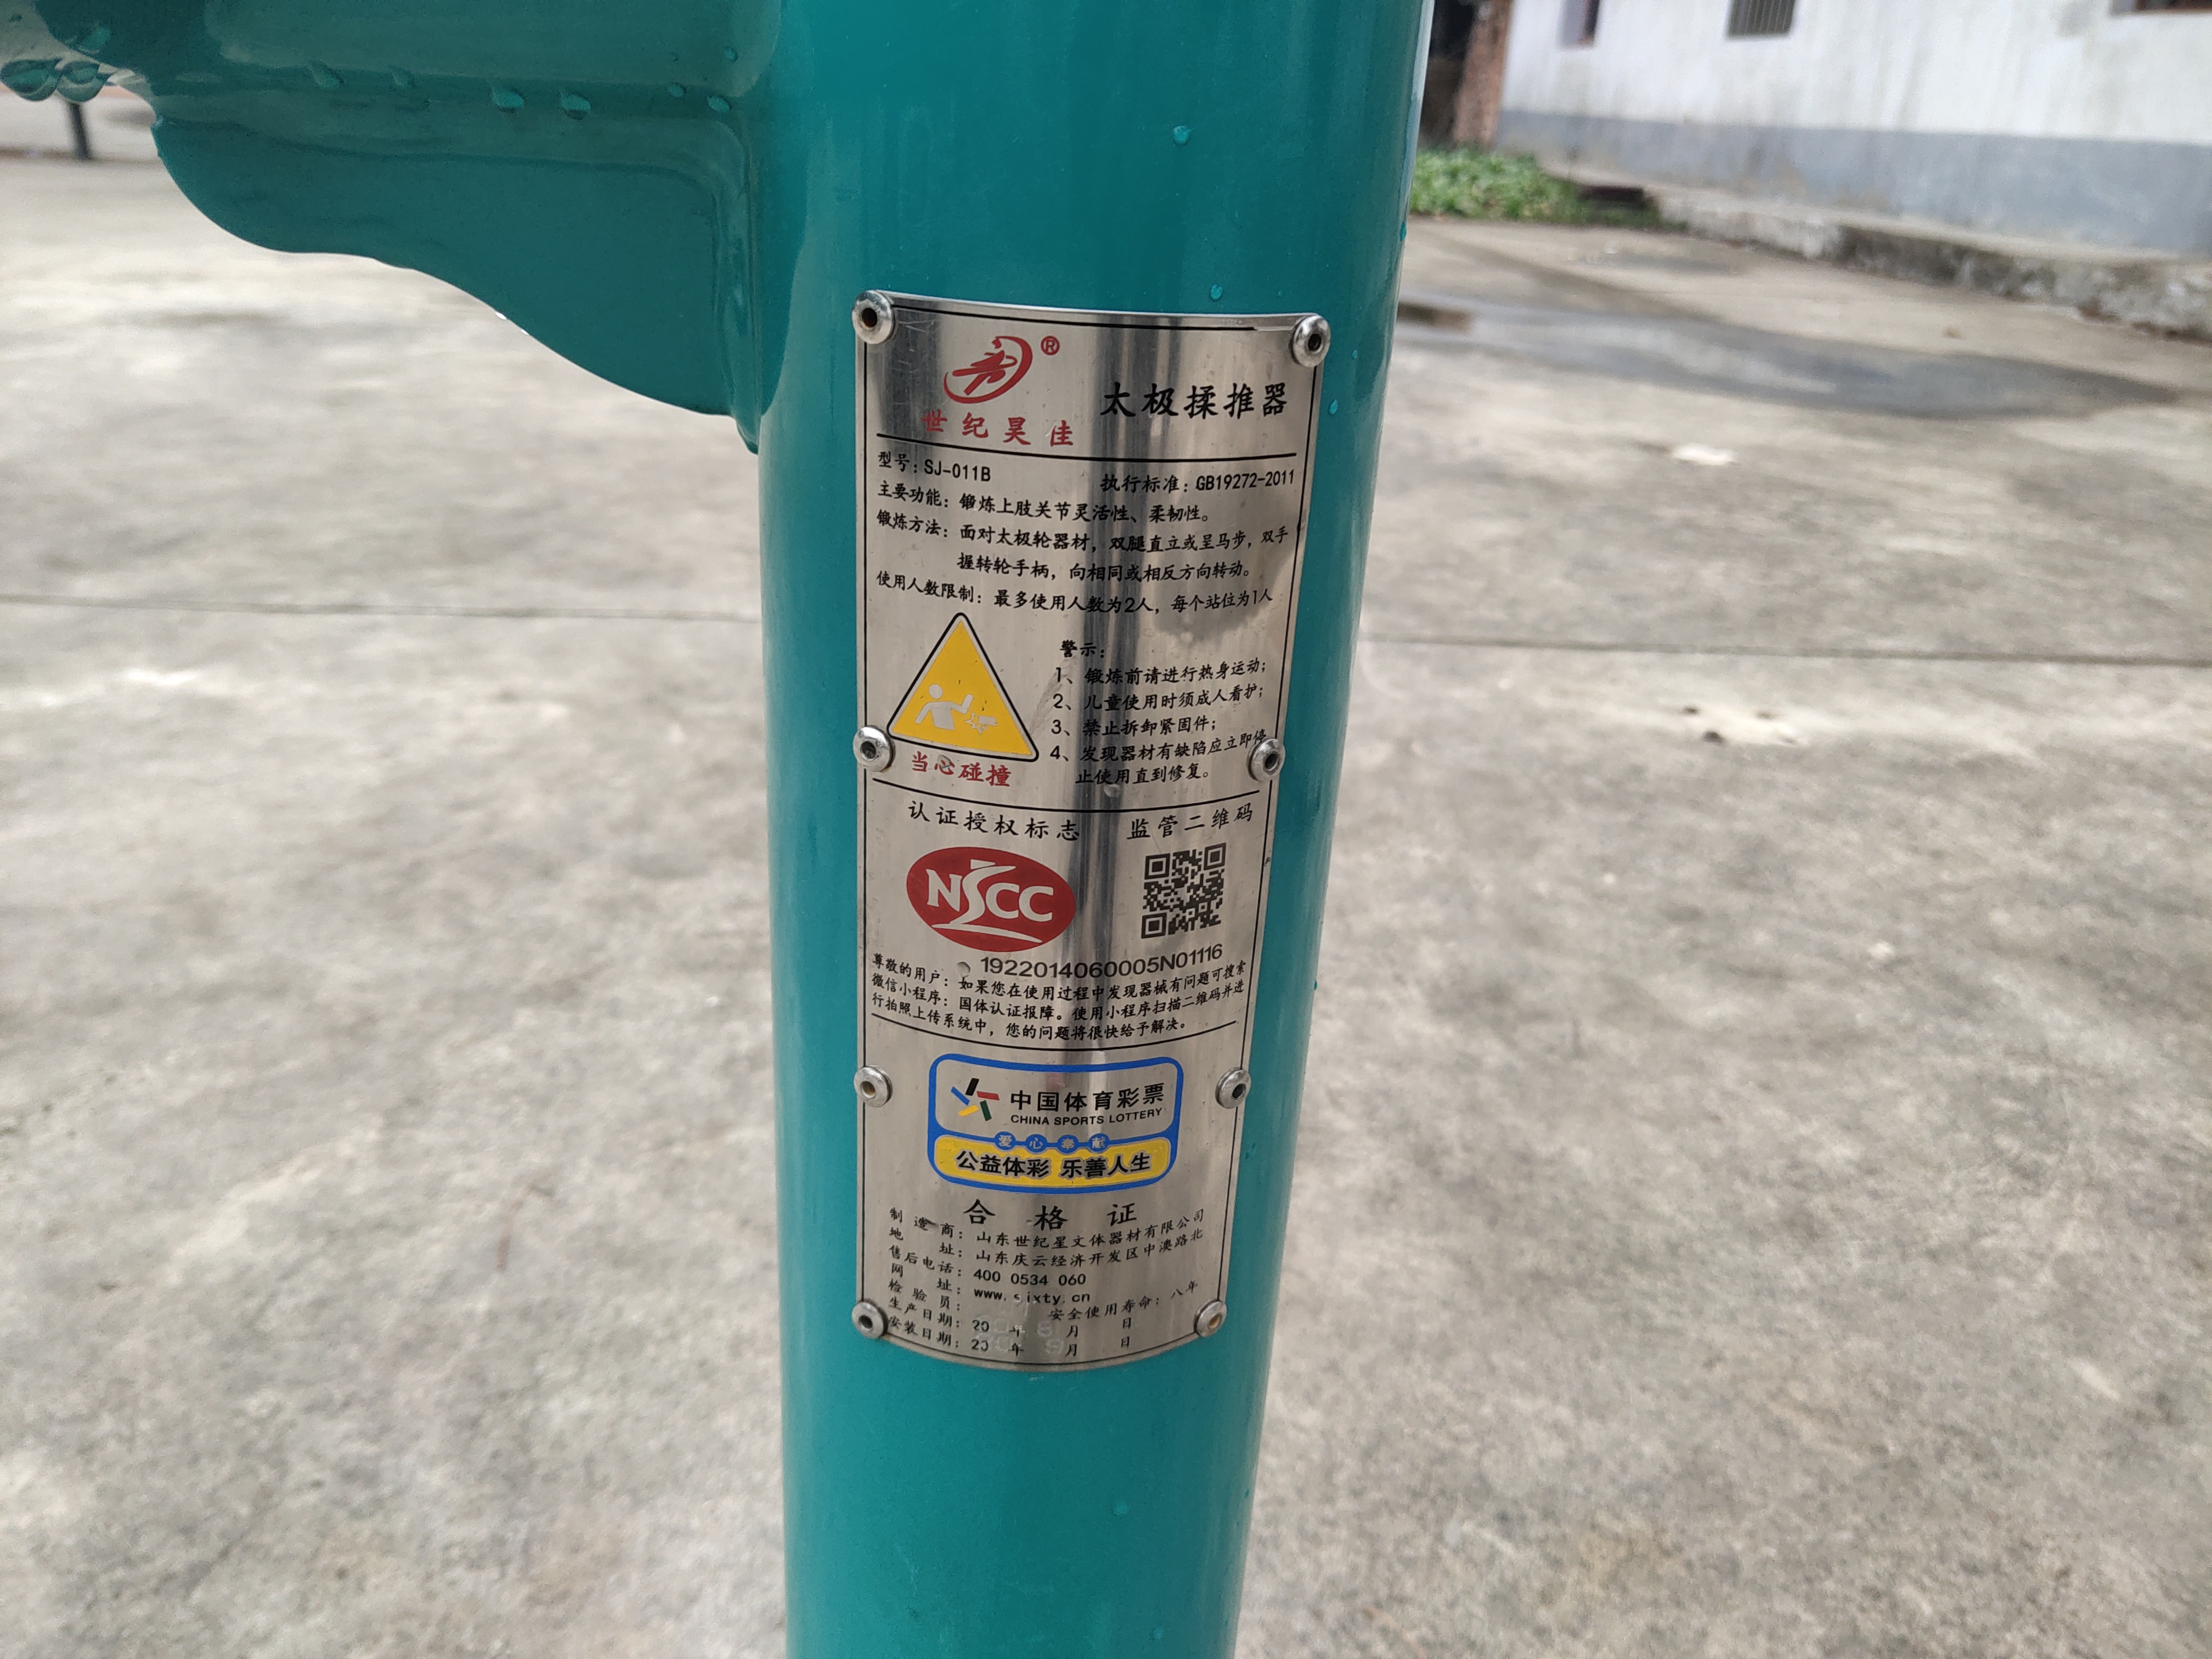 ®
世纪昊佳
太极揉推器
型号：SJ-011B 执行标准：GB19272-2011
主要功能：锻炼上肢关节灵活性、柔韧性。
锻炼方法：面对太极轮器材，双腿直立或呈马步，双手
握转轮手柄，向相同或相反方向转动。
使用人数限制：最多使用人数为2人，每个站位为1人
警示：
1、锻炼前请进行热身运动；
2、儿童使用时须成人看护；
3、禁止拆卸紧固件；
4、发现器材有缺陷应立即停
止使用直到修复。
当心碰撞
认证授权标志 监管二维码
NSCC
1922014060005N01116
尊敬的用户：如果您在使用过程中发现器械有问题可搜索
微信小程序：国体认证报障。使用小程序扫描二维码并进
行拍照上传系统中，您的问题将很快给予解决。
中国体育彩票
CHINA SPORTS LOTTERY
爱心奉献
公益体彩 乐善人生
合格证
制造商：山东世纪星文体器材有限公司
地址：山东庆云经济开发区中澳路北
售后电话：400 0534 060
网址：www.sixty.cn
检验员： 安全使用寿命：八年
生产日期：20 年 月 日
安装日期：20 年 月 日